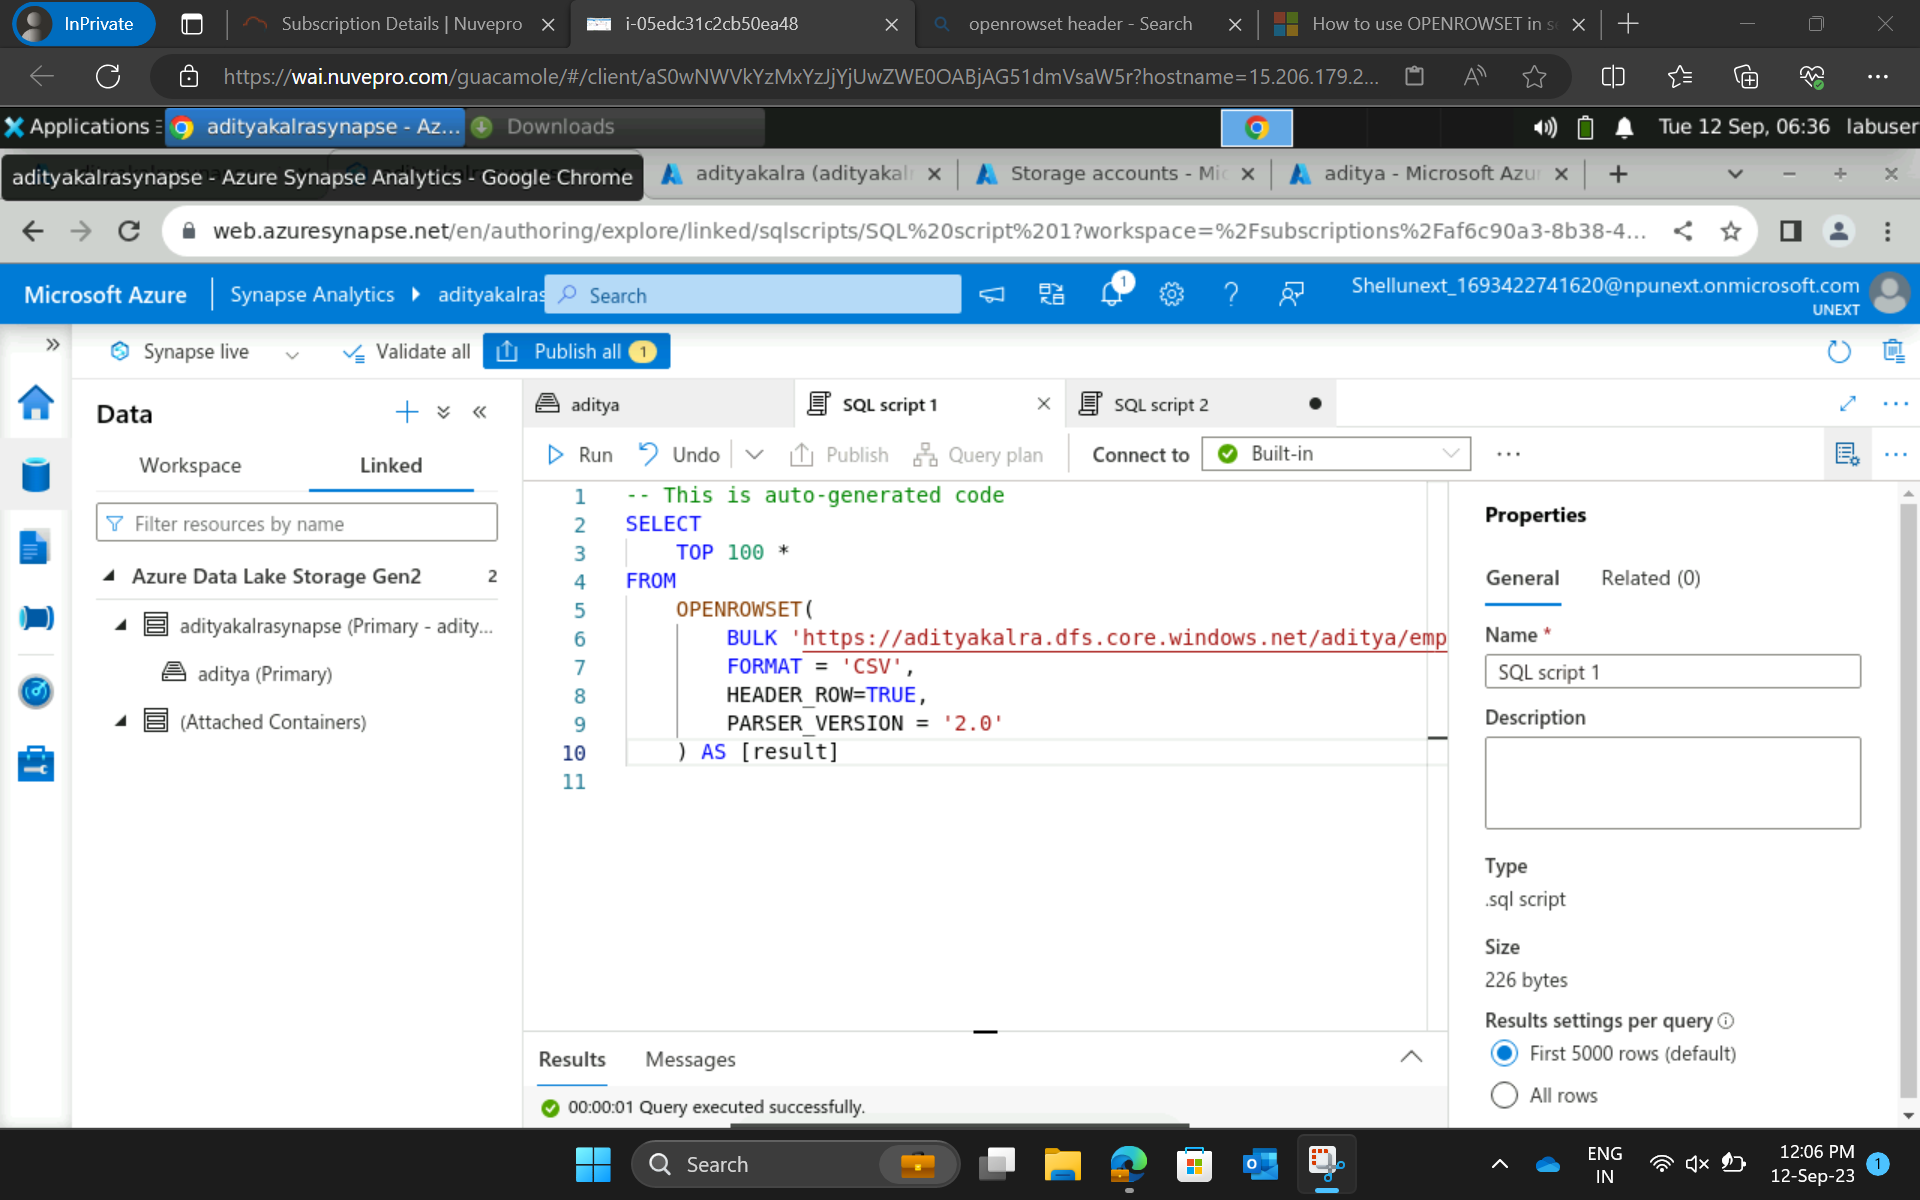 InPrivate
Subscription Details | Nuvepro
i-05edc31c2cb50ea48
openrowset header - Search
How to use OPENROWSET in s
https://wai.nuvepro.com/guacamole/#/client/aS0wNWVkYzMxYzJjYjUwZWE0OABjAG51dmVsaW5r?hostname=15.206.179.2...
Applications
adityakalrasynapse - Az...
Downloads
Tue 12 Sep, 06:36
labuser
adityakalrasynapse - Azure Synapse Analytics - Google Chrome
adityakalra (adityakal
Storage accounts - Mic
aditya - Microsoft Azu
web.azuresynapse.net/en/authoring/explore/linked/sqlscripts/SQL%20script%201?workspace=%2Fsubscriptions%2Faf6c90a3-8b38-4...
Microsoft Azure
Synapse Analytics
adityakalras
Search
1
Shellunext_1693422741620@npunext.onmicrosoft.com
UNEXT
Synapse live
Validate all
Publish all 1
Data
Workspace
Linked
Filter resources by name
Azure Data Lake Storage Gen2 2
adityakalrasynapse (Primary - adity...
aditya (Primary)
(Attached Containers)
aditya
SQL script 1
SQL script 2
Run
Undo
Publish
Query plan
Connect to
Built-in
1 -- This is auto-generated code
2 SELECT
3 TOP 100 *
4 FROM
5 OPENROWSET(
6 BULK 'https://adityakalra.dfs.core.windows.net/aditya/emp
7 FORMAT = 'CSV',
8 HEADER_ROW=TRUE,
9 PARSER_VERSION = '2.0'
10 ) AS [result]
11
Results
Messages
00:00:01 Query executed successfully.
Properties
General
Related (0)
Name *
SQL script 1
Description
Type
.sql script
Size
226 bytes
Results settings per query
First 5000 rows (default)
All rows
Search
ENG
IN
12:06 PM
12-Sep-23
1